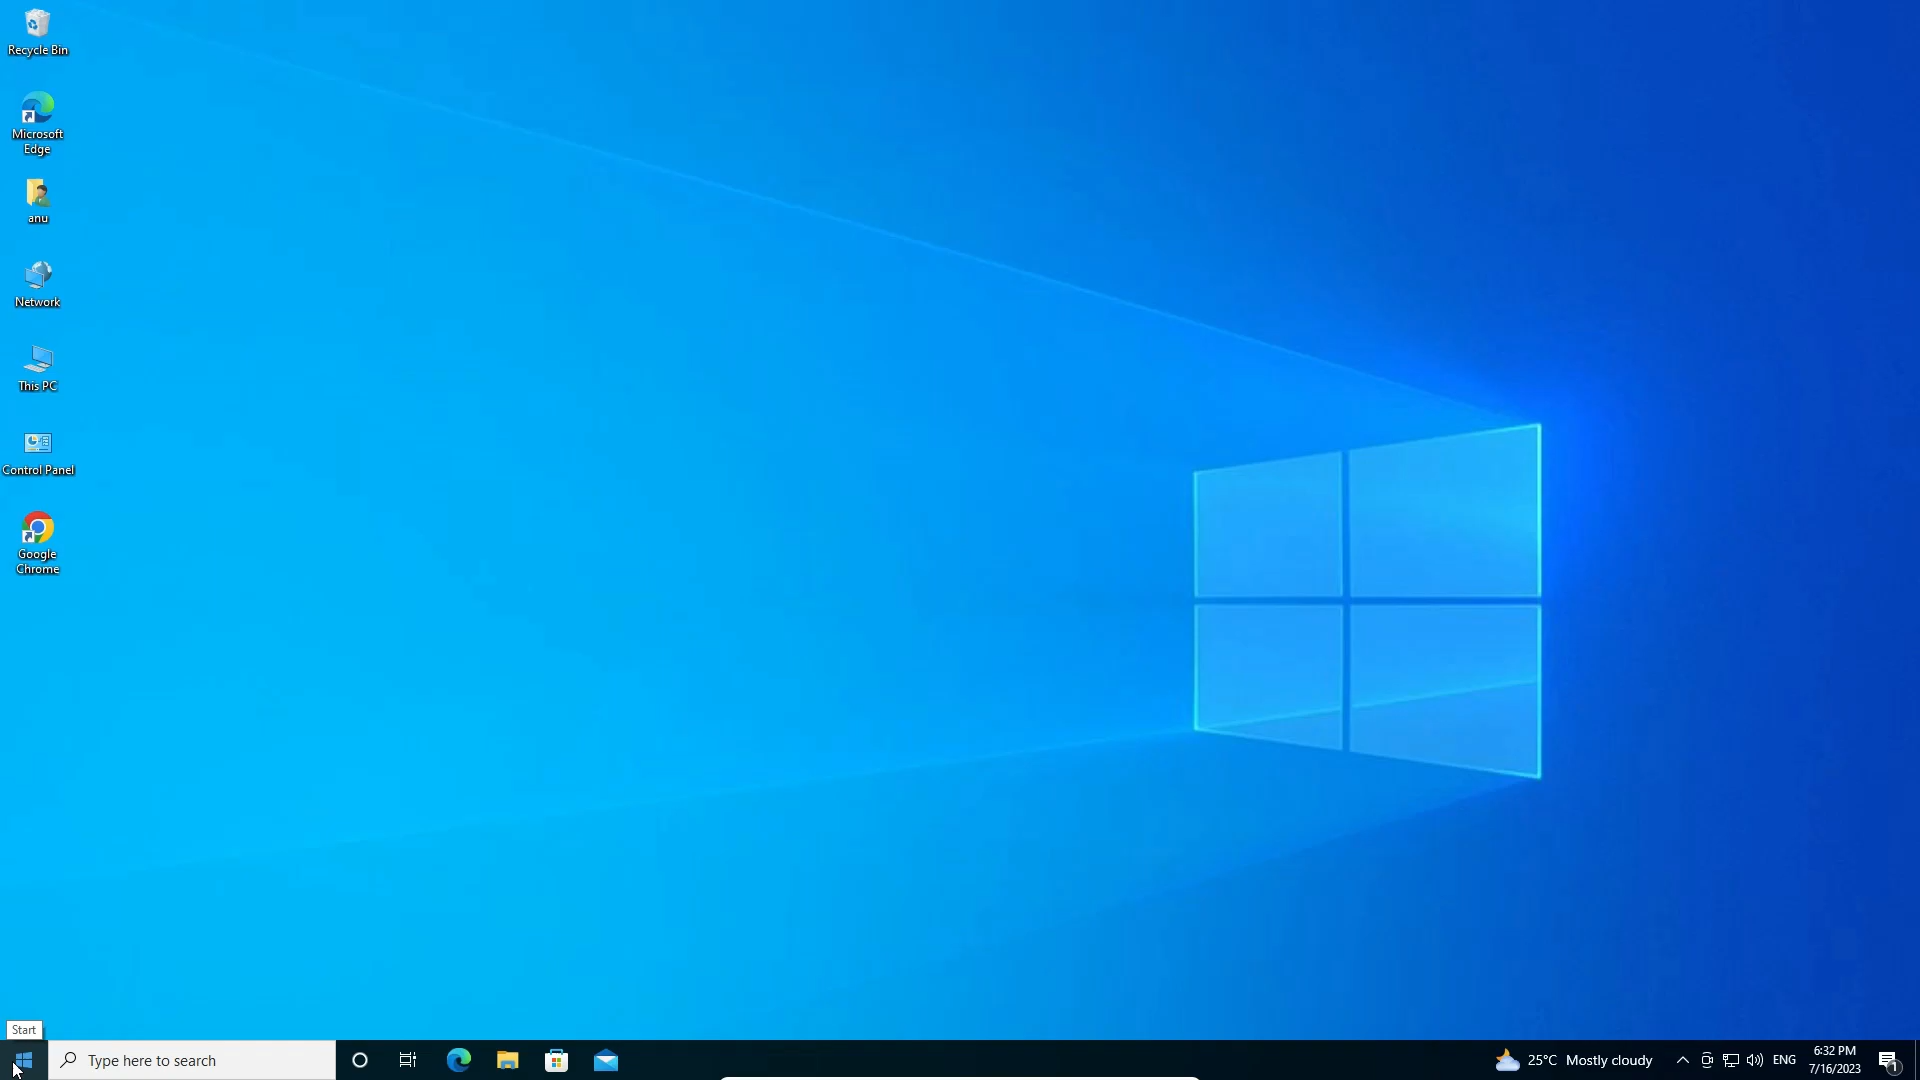 Recycle Bin
Microsoft
Edge
anu
Network
This PC
Control Panel
Google
Chrome
Start
Type here to search
25°C Mostly cloudy
ENG
6:32 PM
7/16/2023
1